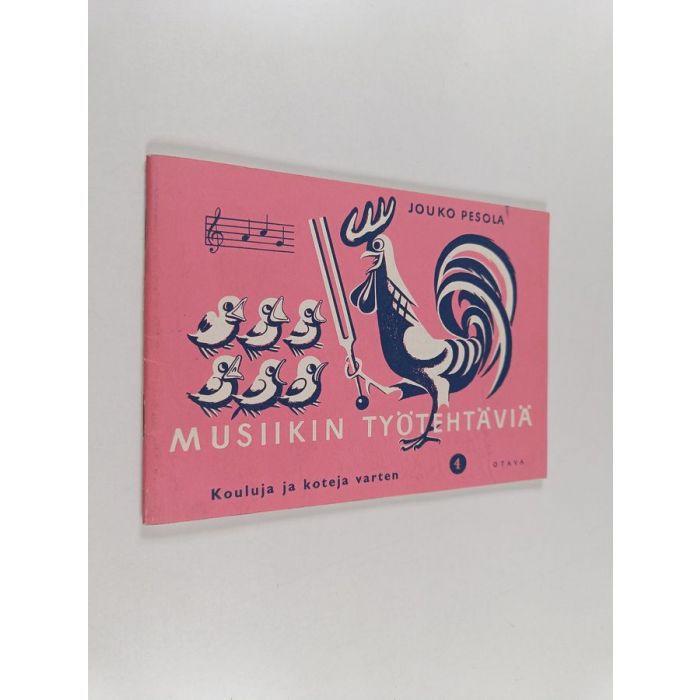 JOUKO PESOLA
MUSIIKIN TYÖTEHTÄVIÄ
Kouluja ja koteja varten
4
OTAVA